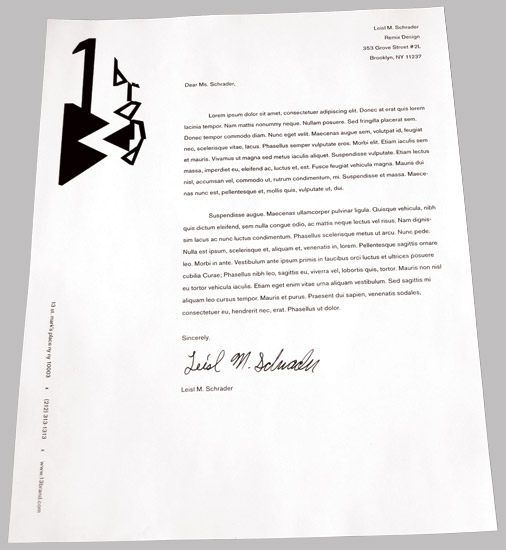 Leisl M. Schrader
Remix Design
353 Grove Street #2L
Brooklyn, NY 11237
Dear Ms. Schrader,
Lorem ipsum dolor sit amet, consectetuer adipiscing elit. Donec at erat quis lorem
lacinia tempor. Nam mattis nonummy neque. Nullam posuere. Sed fringilla placerat sem.
Donec tempor commodo diam. Nunc eget velit. Maecenas augue sem, volutpat id, feugiat
nec, scelerisque vitae, lacus. Phasellus semper vulputate eros. Morbi elit. Etiam iaculis sem
et mauris. Vivamus ut magna sed metus iaculis aliquet. Suspendisse vulputate. Etiam lectus
massa, imperdiet eu, eleifend ac, luctus et, est. Fusce feugiat vehicula magna. Mauris dui
nisl, accumsan vel, commodo ut, rutrum condimentum, mi. Suspendisse et massa. Maece-
nas nunc est, pellentesque et, mollis quis, vulputate ut, dui.
Suspendisse augue. Maecenas ullamcorper pulvinar ligula. Quisque vehicula, nibh
quis dictum eleifend, sem nulla congue odio, ac mattis neque lectus vel risus. Nam dignis-
sim lacus ac nunc luctus condimentum. Phasellus scelerisque metus ut arcu. Nunc pede.
Nulla est ipsum, scelerisque et, aliquam et, venenatis in, lorem. Pellentesque sagittis ornare
leo. Morbi in ante. Vestibulum ante ipsum primis in faucibus orci luctus et ultrices posuere
cubilia Curae; Phasellus nibh leo, sagittis eu, viverra vel, lobortis quis, tortor. Mauris non nisl
eu tortor vehicula iaculis. Etiam eget enim vitae urna aliquam vestibulum. Sed sagittis mi
aliquam leo cursus tempor. Mauris et purus. Praesent dui sapien, venenatis sodales,
consectetuer eu, hendrerit nec, erat. Phasellus ut dolor.
Sincerely,
Leisl M. Schrader
Leisl M. Schrader
13 st. mark's place ny 10003 x (212) 313-1313 x www.13brand.com